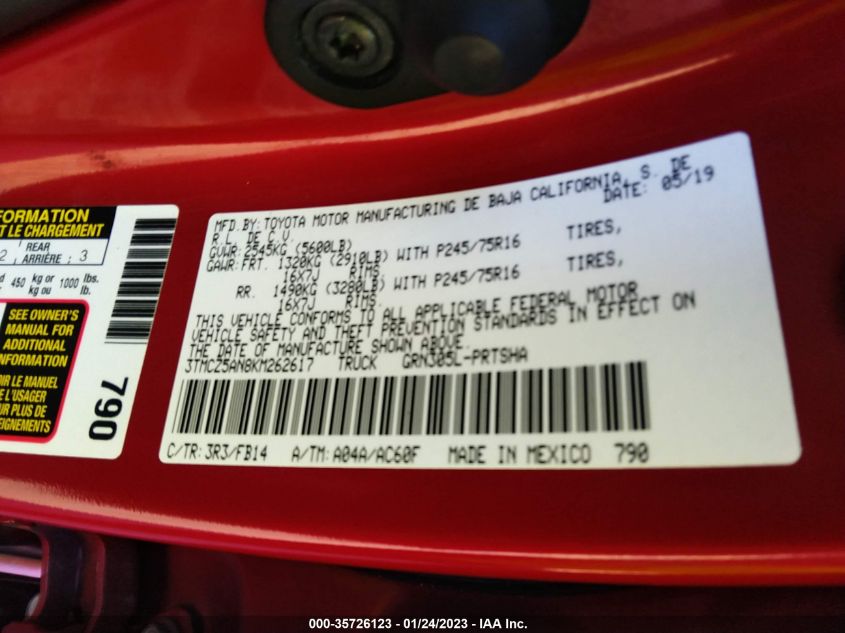 FORMATION
T LE CHARGEMENT
2 REAR ARRIÈRE : 3
d 450 kg or 1000 lbs.
kg ou lb.
SEE OWNER'S
MANUAL FOR
ADDITIONAL
INFORMATION
OIR LE MANUEL
E L'USAGER
UR PLUS DE
EIGNEMENTS
790
MFD. BY: TOYOTA MOTOR MANUFACTURING DE BAJA CALIFORNIA, S. DE
R.L. DE C.V. DATE: 05/19
GVWR: 2545KG (5600LB)
GAWR: FRT. 1320KG (2910LB) WITH P245/75R16 TIRES,
16X7J RIMS.
RR. 1490KG (3280LB) WITH P245/75R16 TIRES,
16X7J RIMS.
THIS VEHICLE CONFORMS TO ALL APPLICABLE FEDERAL MOTOR
VEHICLE SAFETY AND THEFT PREVENTION STANDARDS IN EFFECT ON
THE DATE OF MANUFACTURE SHOWN ABOVE.
3TMCZ5AN8KM262617 TRUCK GRN305L-PRTSHA
C/TR: 3R3/FB14 A/TM: A04A/AC60F MADE IN MEXICO 790
000-35726123 - 01/24/2023 - IAA Inc.